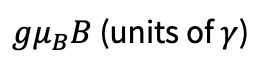 gμ_B B (units of γ)